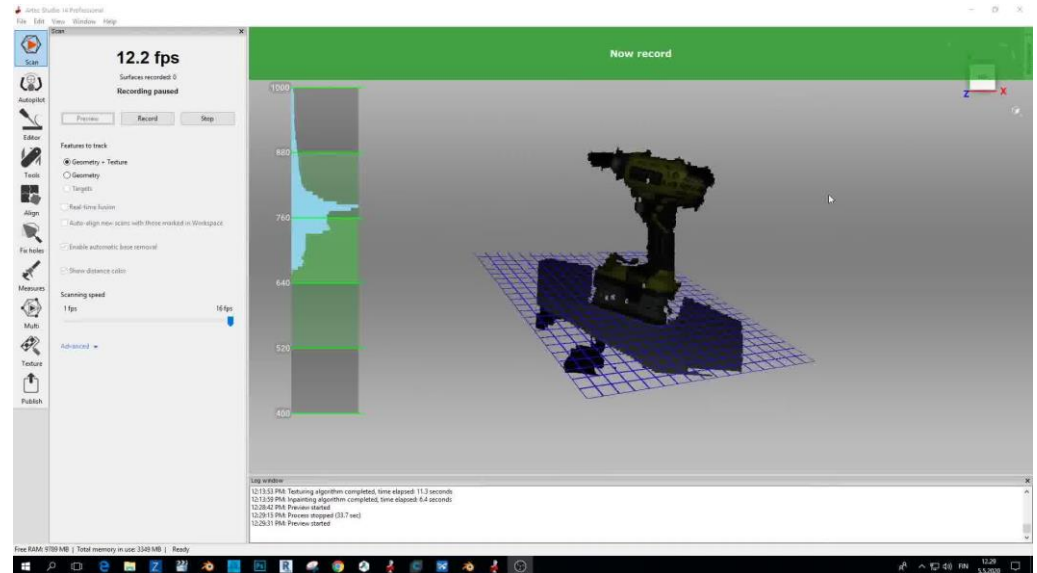 Artec Studio 14 Professional
File Edit View Window Help
Scan
Scan
12.2 fps
Surfaces recorded: 0
Recording paused
Preview
Record
Stop
Features to track
Geometry + Texture
Geometry
Targets
Real-time fusion
Auto-align new scans with those marked in Workspace
Enable automatic base removal
Show distance color
Scanning speed
1 fps
16 fps
Advanced
Autopilot
Editor
Tools
Align
Fix holes
Measures
Multi
Texture
Publish
Now record
1000
880
760
640
520
400
Z
X
Log window
12:13:53 PM: Texturing algorithm completed, time elapsed: 11.3 seconds
12:13:59 PM: Inpainting algorithm completed, time elapsed: 6.4 seconds
12:28:42 PM: Preview started
12:29:15 PM: Process stopped (33.7 sec)
12:29:31 PM: Preview started
Free RAM: 9789 MB | Total memory in use: 3349 MB | Ready
FIN
12.29
5.5.2020